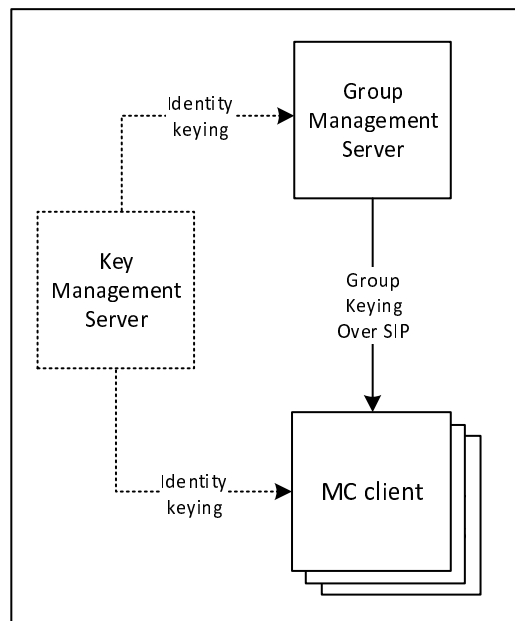 Identity
keying
Group
Management
Server
Key
Management
Server
Group
Keying
Over SIP
Identity
keying
MC client